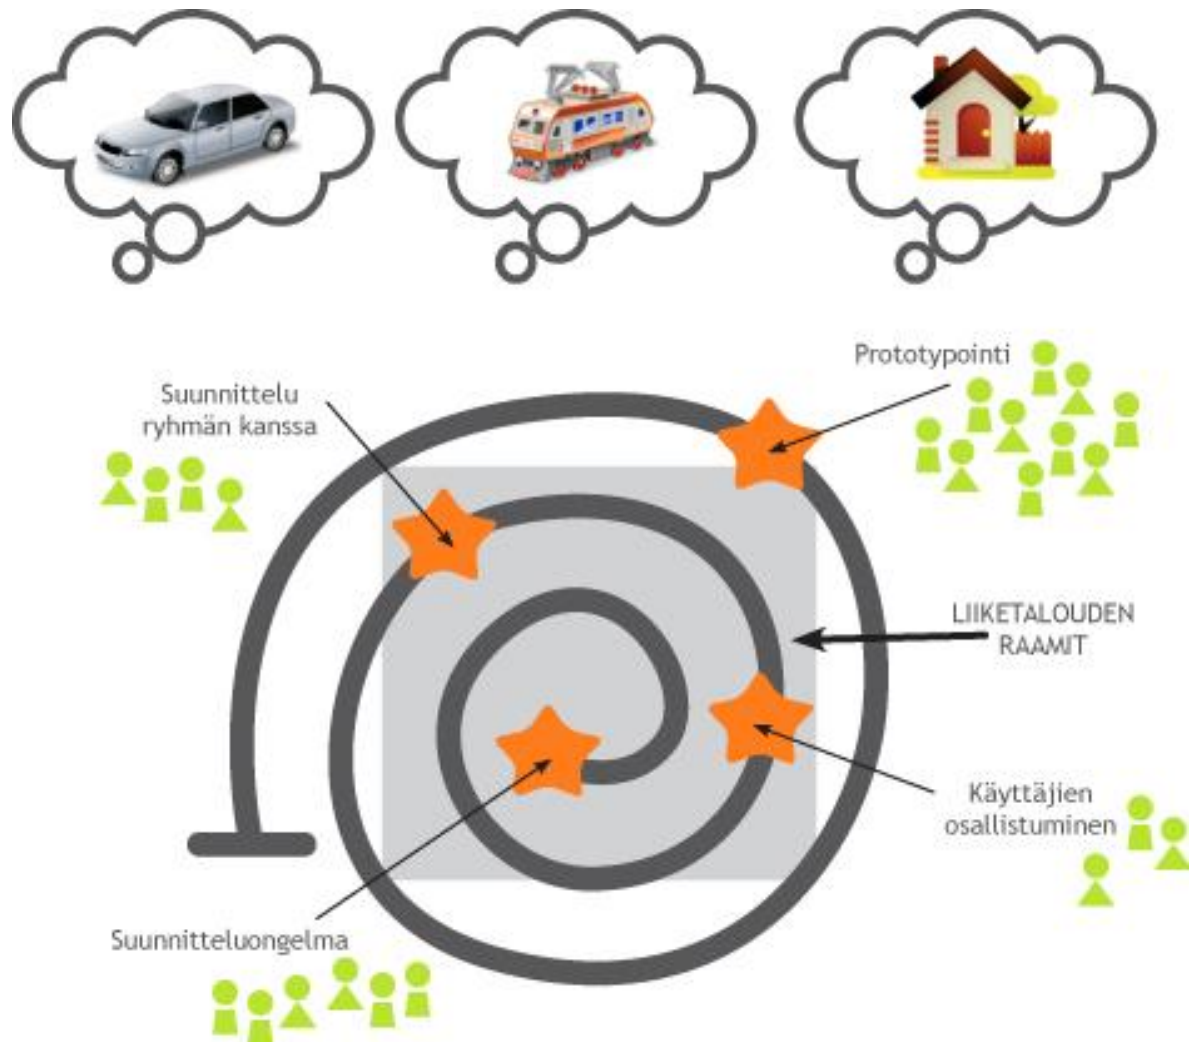 Prototypointi
Suunnittelu
ryhmän kanssa
LIIKETALOUDEN
RAAMIT
Käyttäjien
osallistuminen
Suunnitteluongelma